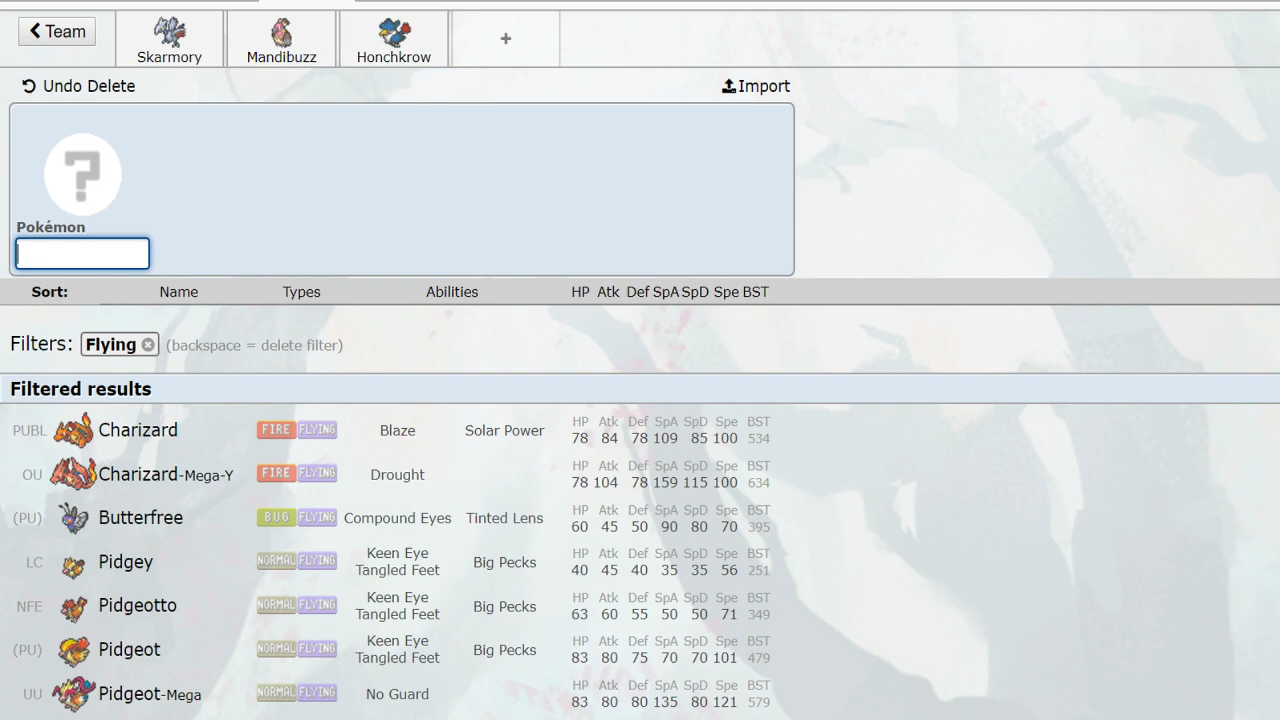 Team
Skarmory
Mandibuzz
Honchkrow
+
Undo Delete
Import
Pokémon
Sort: Name Types Abilities HP Atk Def SpA SpD Spe BST
Filters: Flying (backspace = delete filter)
Filtered results
HP Atk Def SpA SpD Spe BST
PUBL Charizard FIRE FLYING Blaze Solar Power 78 84 78 109 85 100 534
HP Atk Def SpA SpD Spe BST
OU Charizard-Mega-Y FIRE FLYING Drought 78 104 78 159 115 100 634
HP Atk Def SpA SpD Spe BST
(PU) Butterfree BUG FLYING Compound Eyes Tinted Lens 60 45 50 90 80 70 395
Keen Eye HP Atk Def SpA SpD Spe BST
LC Pidgey NORMAL FLYING Big Pecks
Tangled Feet 40 45 40 35 35 56 251
Keen Eye HP Atk Def SpA SpD Spe BST
NFE Pidgeotto NORMAL FLYING Big Pecks
Tangled Feet 63 60 55 50 50 71 349
Keen Eye HP Atk Def SpA SpD Spe BST
(PU) Pidgeot NORMAL FLYING Big Pecks
Tangled Feet 83 80 75 70 70 101 479
HP Atk Def SpA SpD Spe BST
UU Pidgeot-Mega NORMAL FLYING No Guard 83 80 80 135 80 121 579